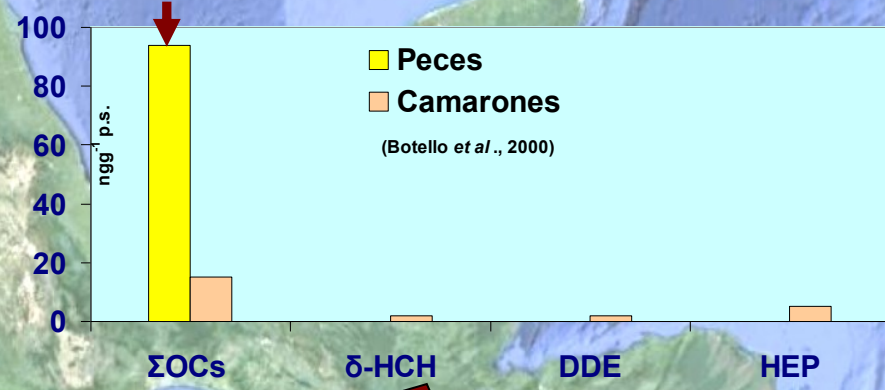 100
80
60
40
20
0
ngg⁻¹ p.s.
Peces
Camarones
(Botello et al ., 2000)
ΣOCs δ-HCH DDE HEP